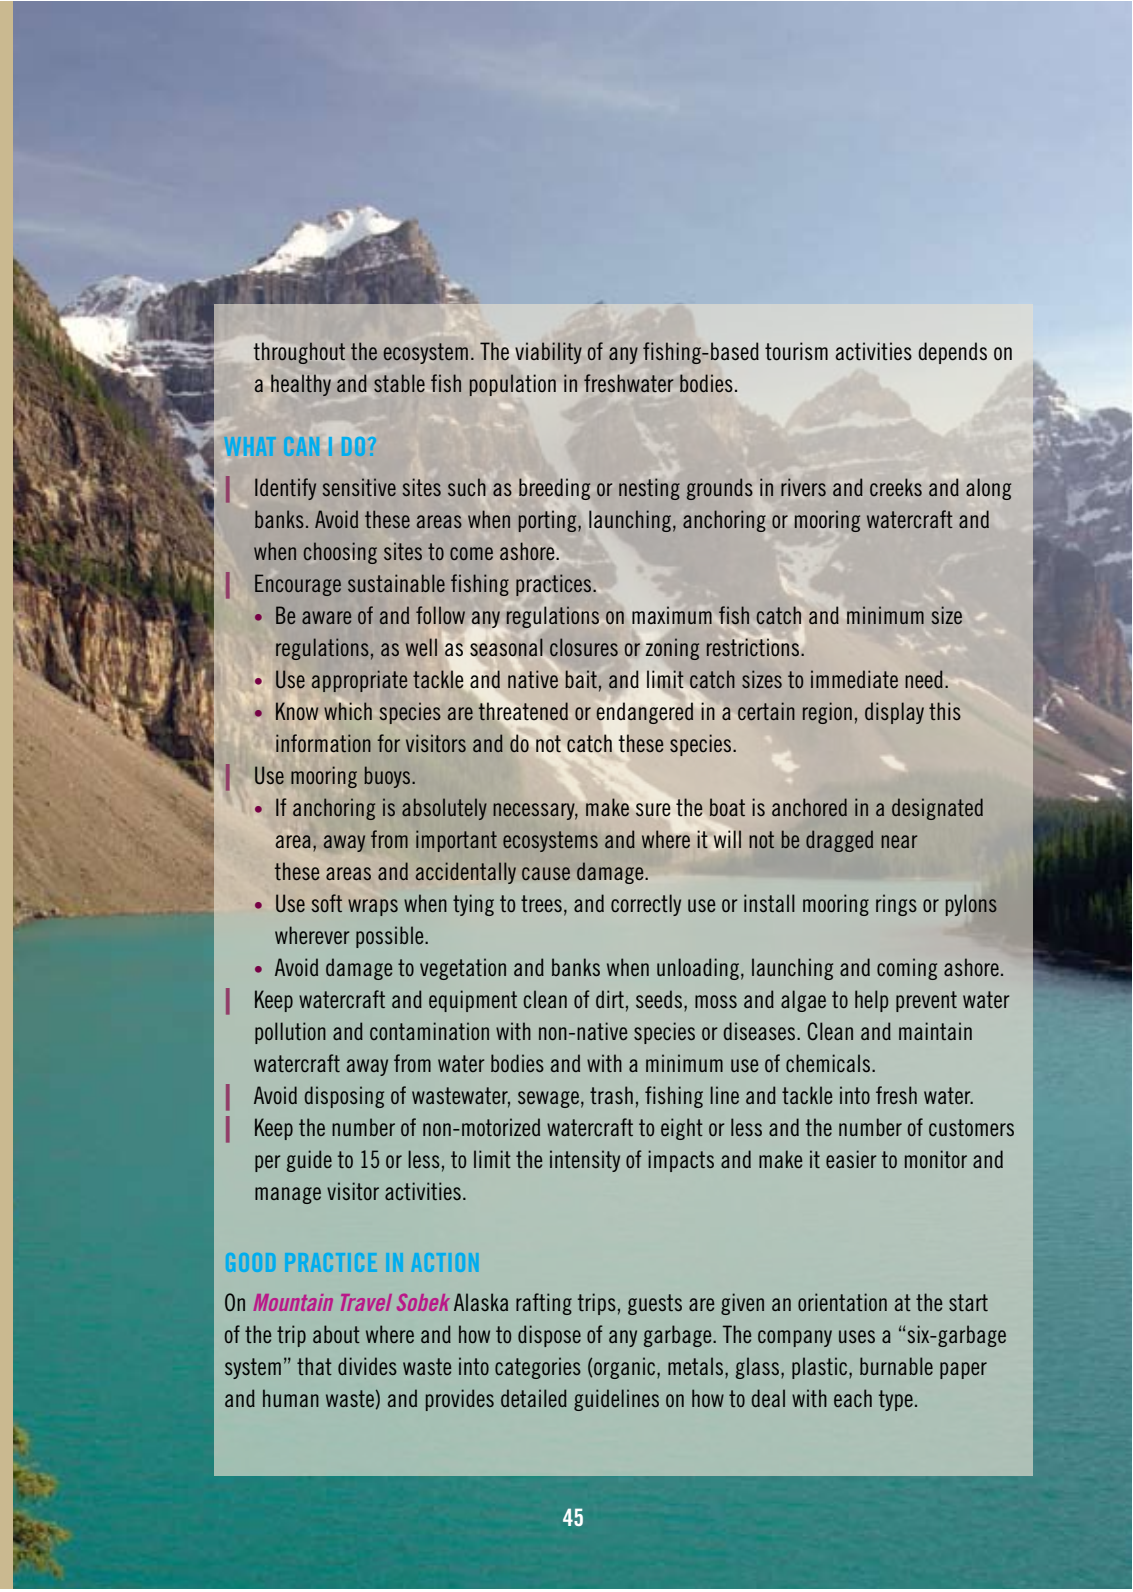 throughout the ecosystem. The viability of any fishing-based tourism activities depends on
a healthy and stable fish population in freshwater bodies.
WHAT CAN I DO?
| Identify sensitive sites such as breeding or nesting grounds in rivers and creeks and along
banks. Avoid these areas when porting, launching, anchoring or mooring watercraft and
when choosing sites to come ashore.
| Encourage sustainable fishing practices.
• Be aware of and follow any regulations on maximum fish catch and minimum size
regulations, as well as seasonal closures or zoning restrictions.
• Use appropriate tackle and native bait, and limit catch sizes to immediate need.
• Know which species are threatened or endangered in a certain region, display this
information for visitors and do not catch these species.
| Use mooring buoys.
• If anchoring is absolutely necessary, make sure the boat is anchored in a designated
area, away from important ecosystems and where it will not be dragged near
these areas and accidentally cause damage.
• Use soft wraps when tying to trees, and correctly use or install mooring rings or pylons
wherever possible.
• Avoid damage to vegetation and banks when unloading, launching and coming ashore.
| Keep watercraft and equipment clean of dirt, seeds, moss and algae to help prevent water
pollution and contamination with non-native species or diseases. Clean and maintain
watercraft away from water bodies and with a minimum use of chemicals.
| Avoid disposing of wastewater, sewage, trash, fishing line and tackle into fresh water.
| Keep the number of non-motorized watercraft to eight or less and the number of customers
per guide to 15 or less, to limit the intensity of impacts and make it easier to monitor and
manage visitor activities.
GOOD PRACTICE IN ACTION
On Mountain Travel Sobek Alaska rafting trips, guests are given an orientation at the start
of the trip about where and how to dispose of any garbage. The company uses a “six-garbage
system” that divides waste into categories (organic, metals, glass, plastic, burnable paper
and human waste) and provides detailed guidelines on how to deal with each type.
45